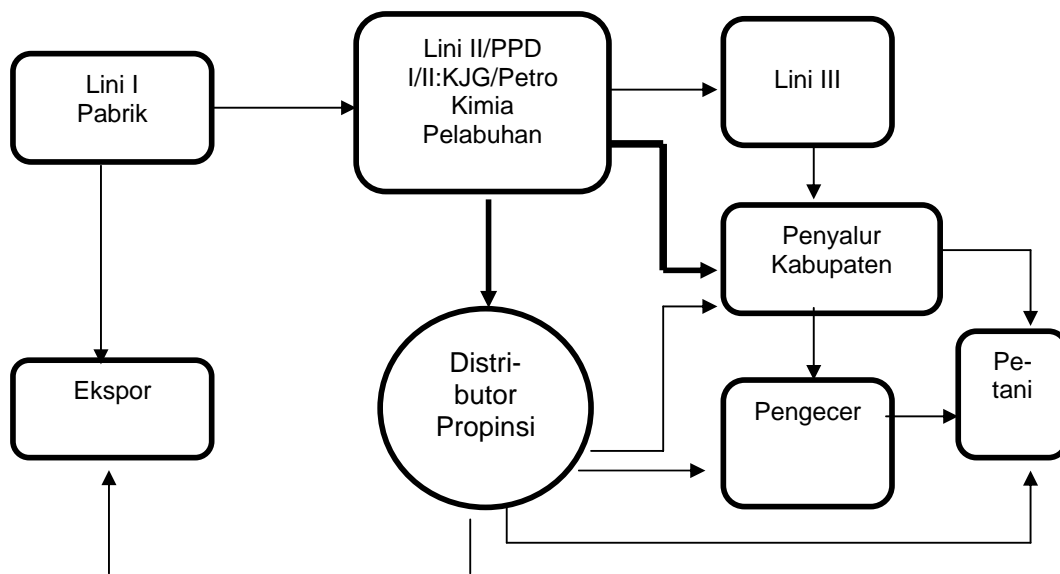 Lini I
Pabrik
Lini II/PPD
I/II:KJG/Petro
Kimia
Pelabuhan
Lini III
Penyalur
Kabupaten
Ekspor
Distri-
butor
Propinsi
Pengecer
Pe-
tani